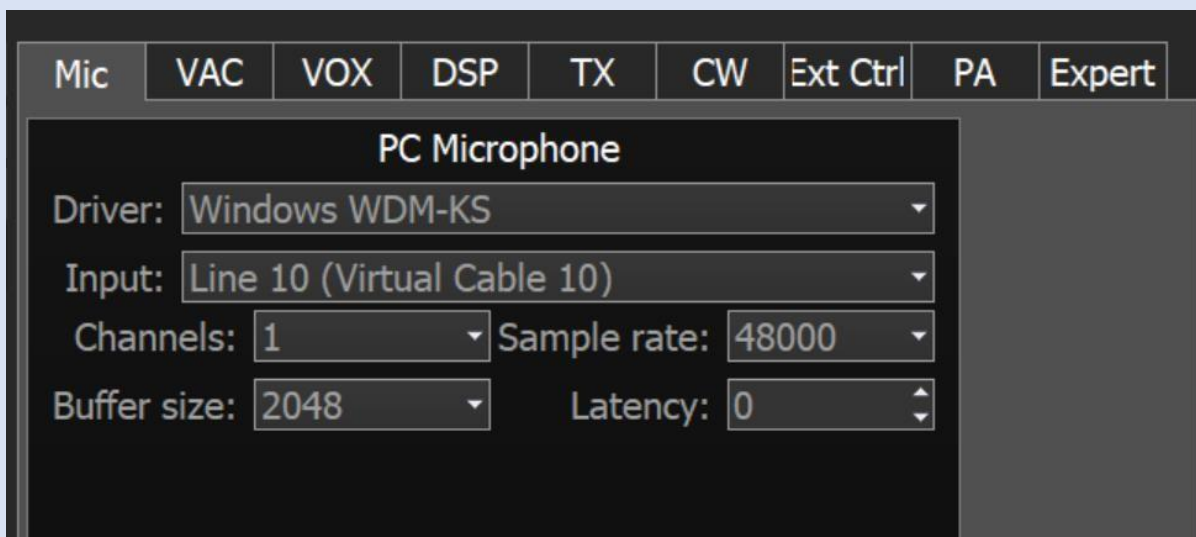 Mic VAC VOX DSP TX CW Ext Ctrl PA Expert
PC Microphone
Driver: Windows WDM-KS
Input: Line 10 (Virtual Cable 10)
Channels: 1 Sample rate: 48000
Buffer size: 2048 Latency: 0